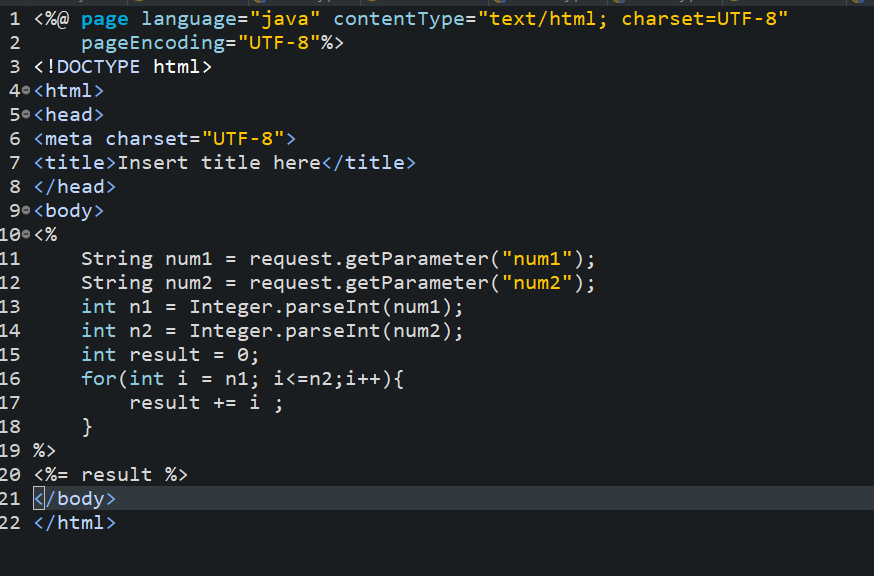 1 <%@ page language="java" contentType="text/html; charset=UTF-8"
2     pageEncoding="UTF-8"%>
3 <!DOCTYPE html>
4 <html>
5 <head>
6 <meta charset="UTF-8">
7 <title>Insert title here</title>
8 </head>
9 <body>
10 <%
11     String num1 = request.getParameter("num1");
12     String num2 = request.getParameter("num2");
13     int n1 = Integer.parseInt(num1);
14     int n2 = Integer.parseInt(num2);
15     int result = 0;
16     for(int i = n1; i<=n2;i++){
17         result += i ;
18     }
19 %>
20 <%= result %>
21 </body>
22 </html>